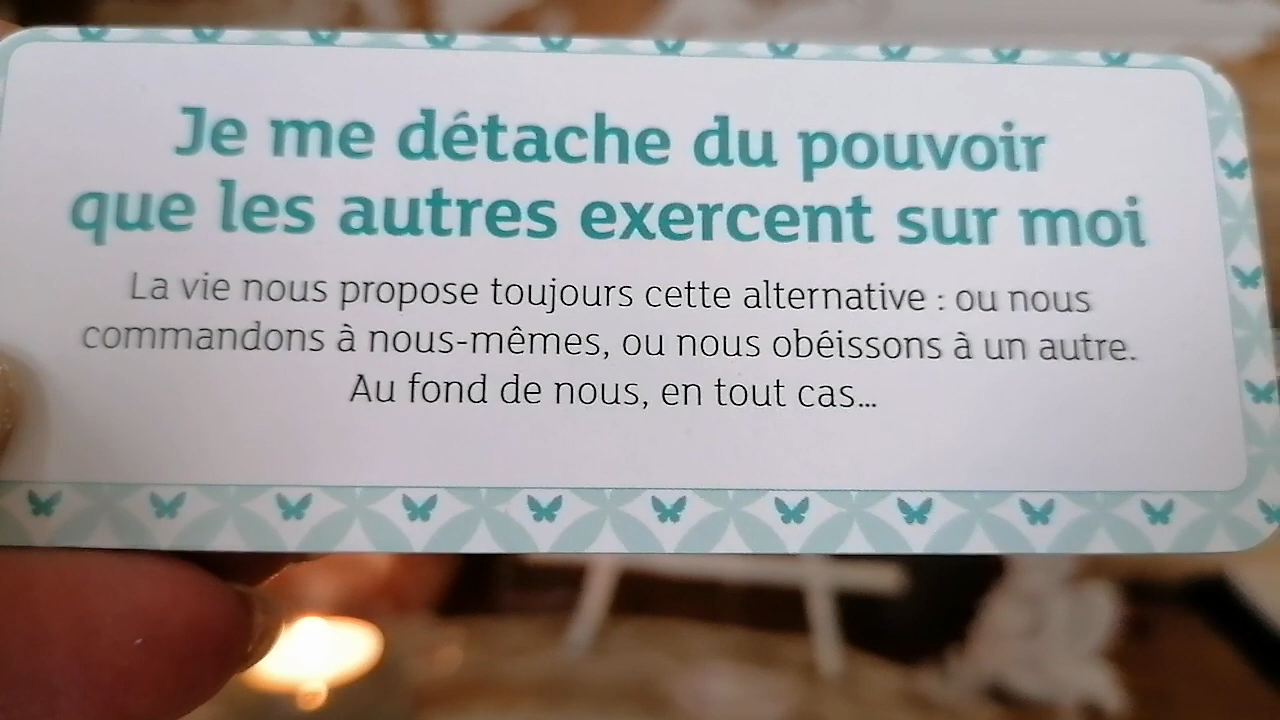 Je me détache du pouvoir
que les autres exercent sur moi
La vie nous propose toujours cette alternative : ou nous
commandons à nous-mêmes, ou nous obéissons à un autre.
Au fond de nous, en tout cas...